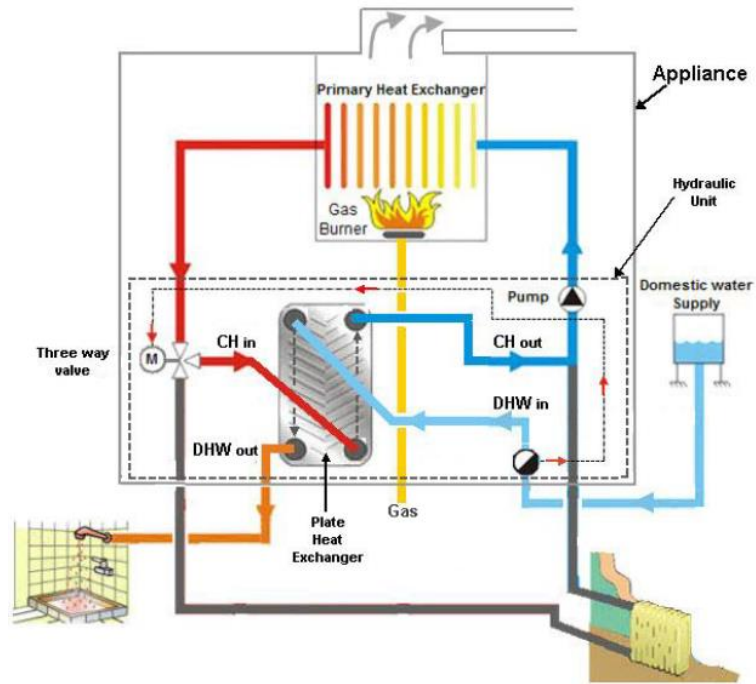 Primary Heat Exchanger
Appliance
Gas
Burner
Hydraulic
Unit
Pump
Domestic water
Supply
Three way
valve
M
CH in
CH out
DHW in
DHW out
Plate
Heat
Exchanger
Gas